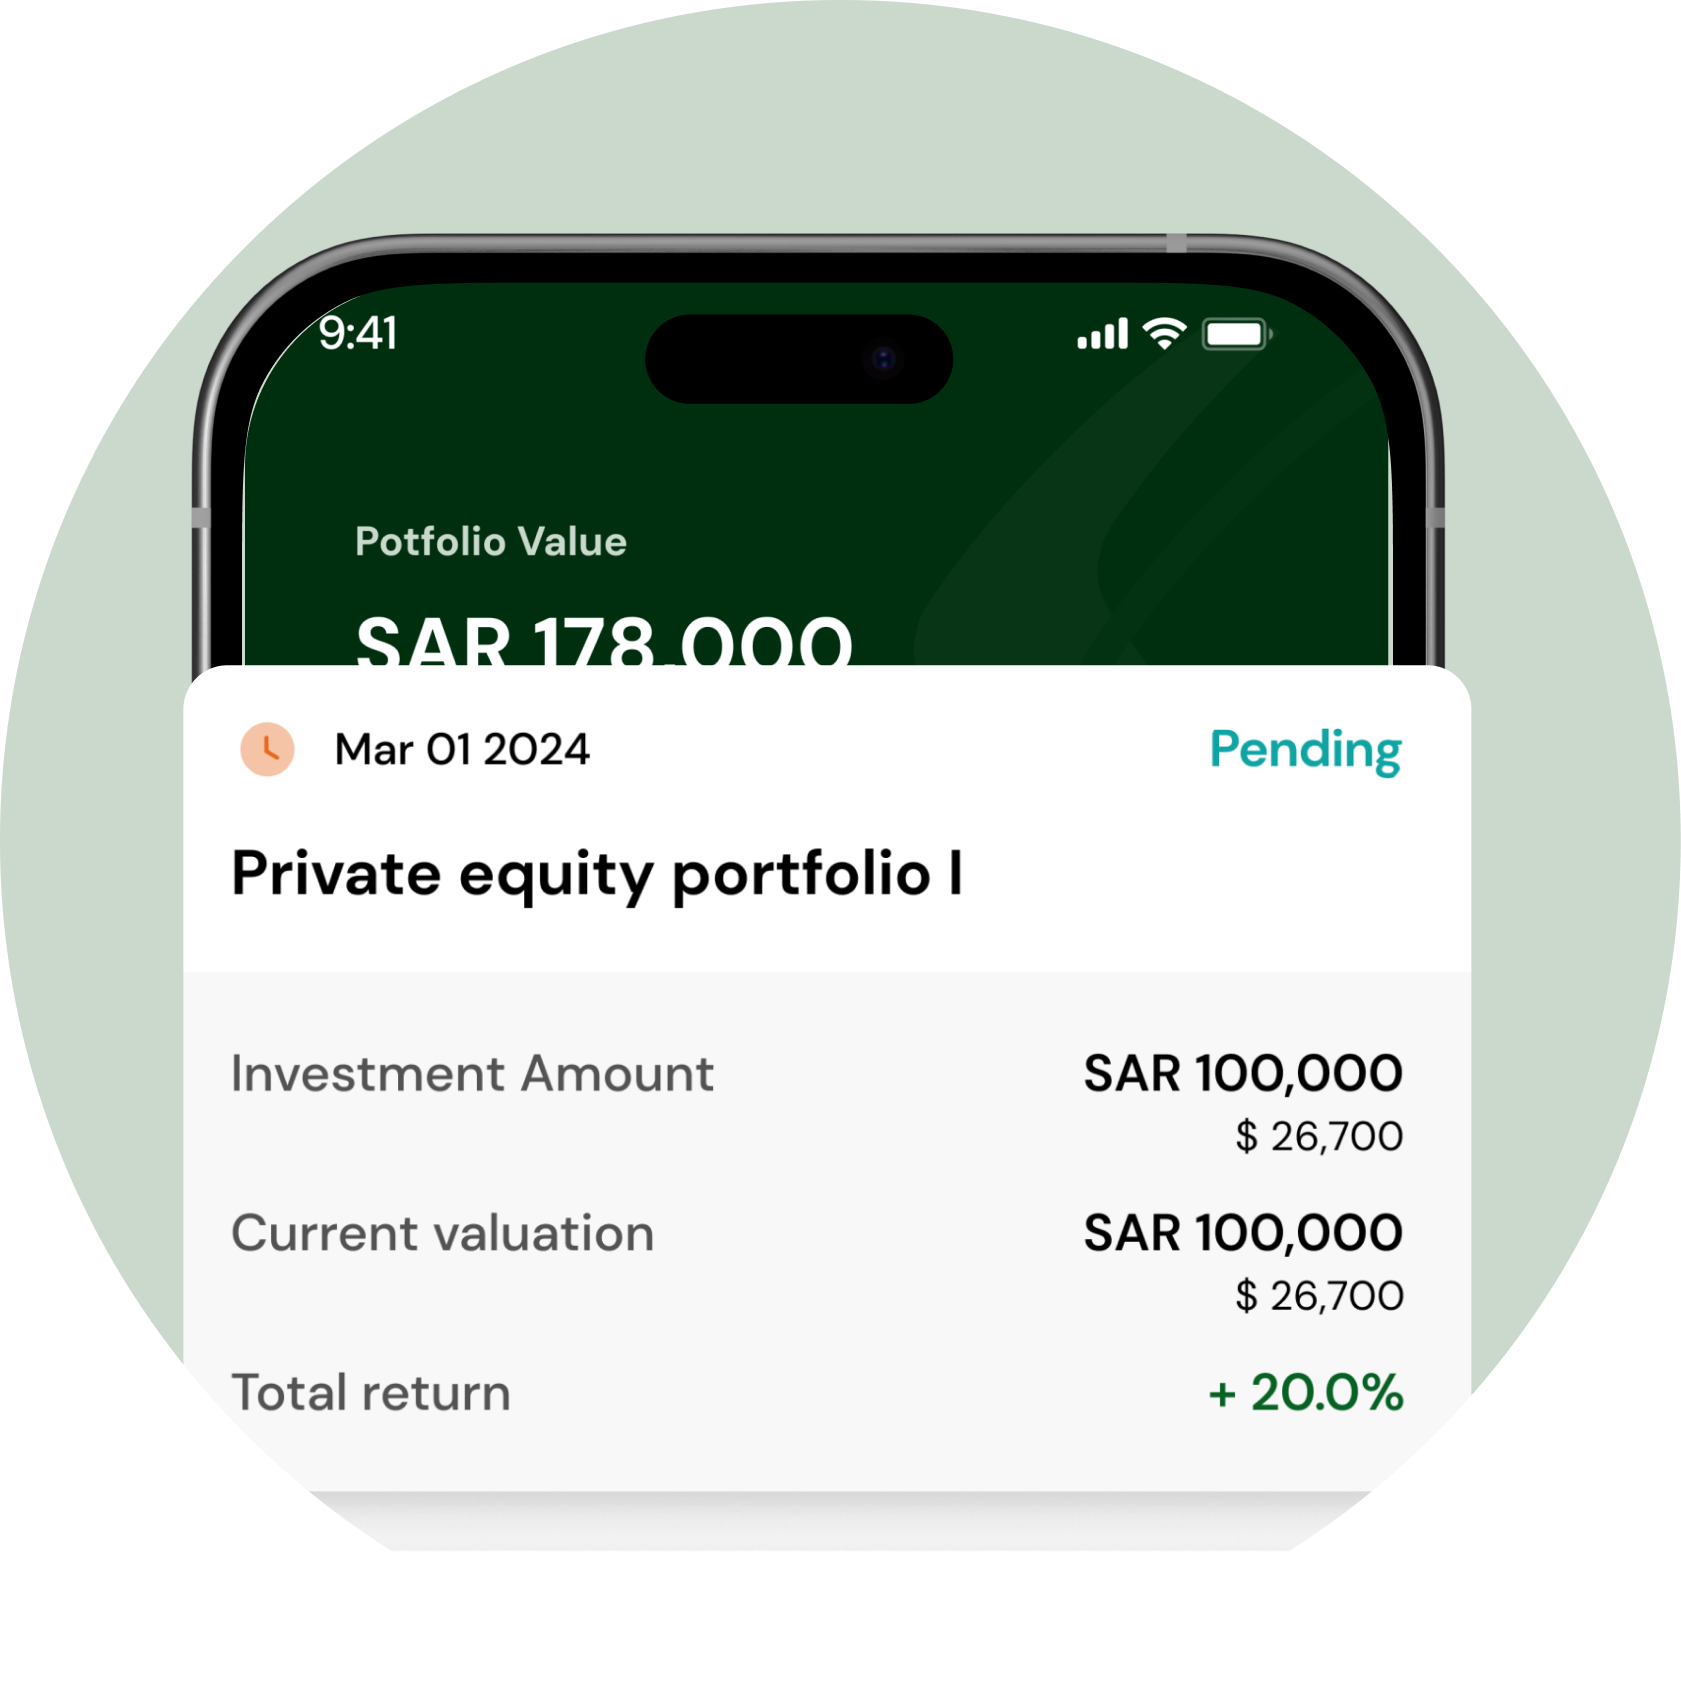 9:41
Potfolio Value
SAR 178,000
Mar 01 2024
Pending
Private equity portfolio I
Investment Amount
SAR 100,000
$ 26,700
Current valuation
SAR 100,000
$ 26,700
Total return
+ 20.0%